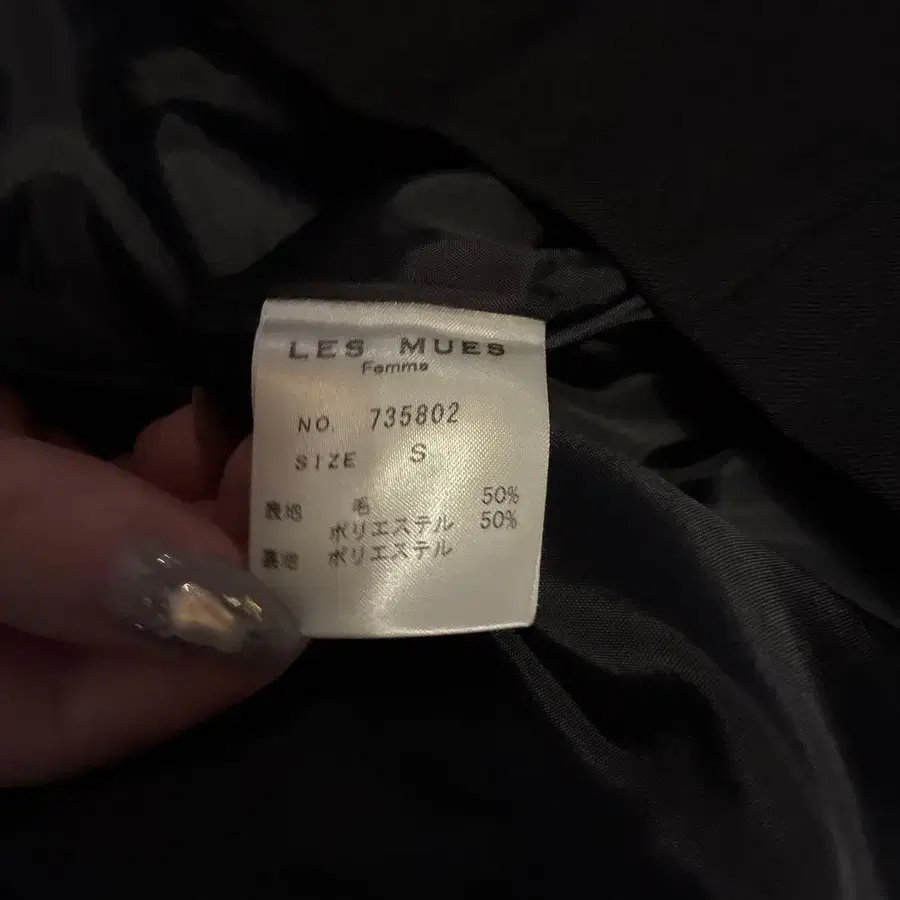 LES MUES
Femme
NO. 735802
SIZE S
表地 毛 50%
ポリエステル 50%
裏地 ポリエステル